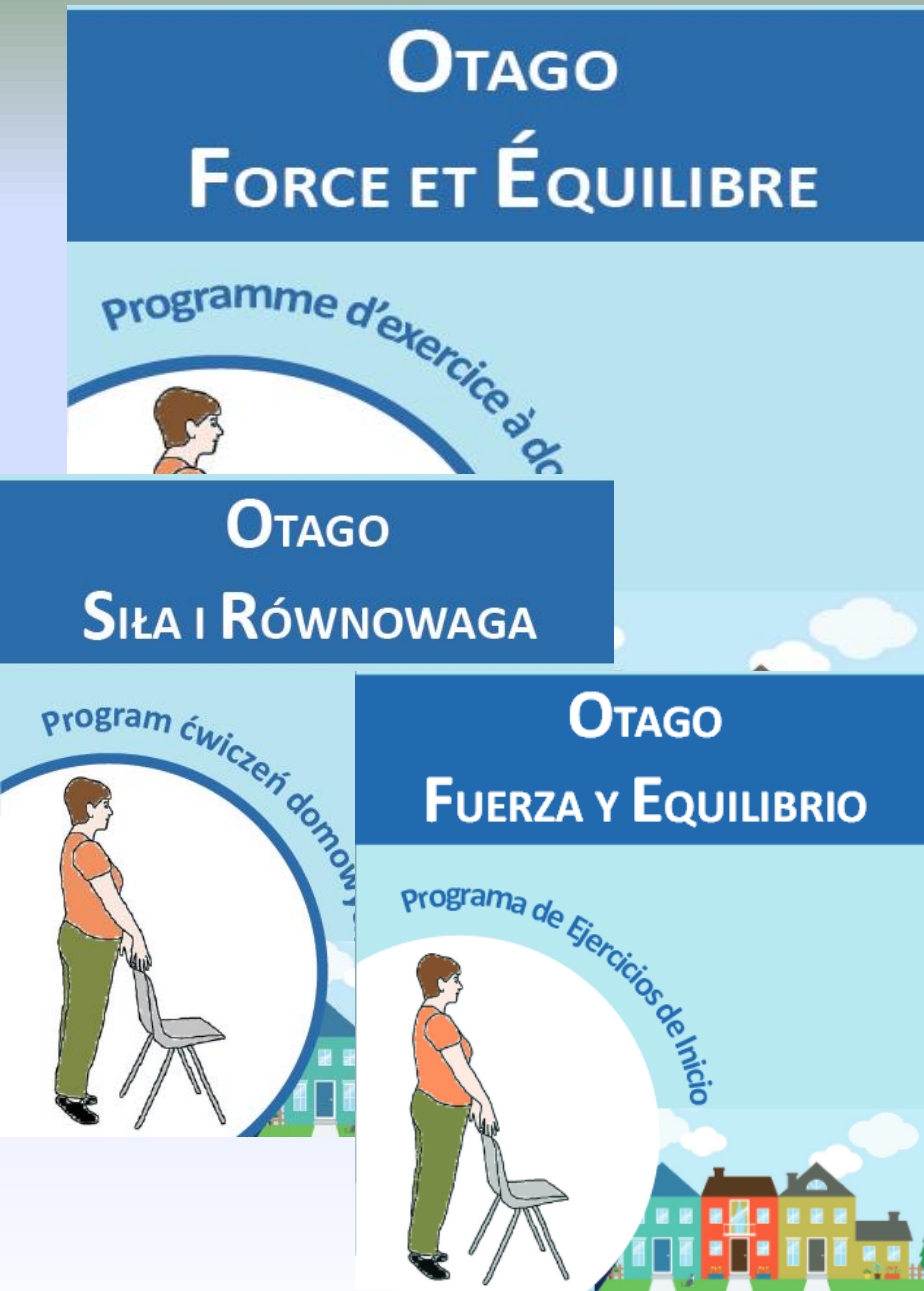 OTAGO
FORCE ET ÉQUILIBRE
Programme d'exercice à do
OTAGO
SIŁA I RÓWNOWAGA
Program ćwiczeń domowy
OTAGO
FUERZA Y EQUILIBRIO
Programa de Ejercicios de Inicio